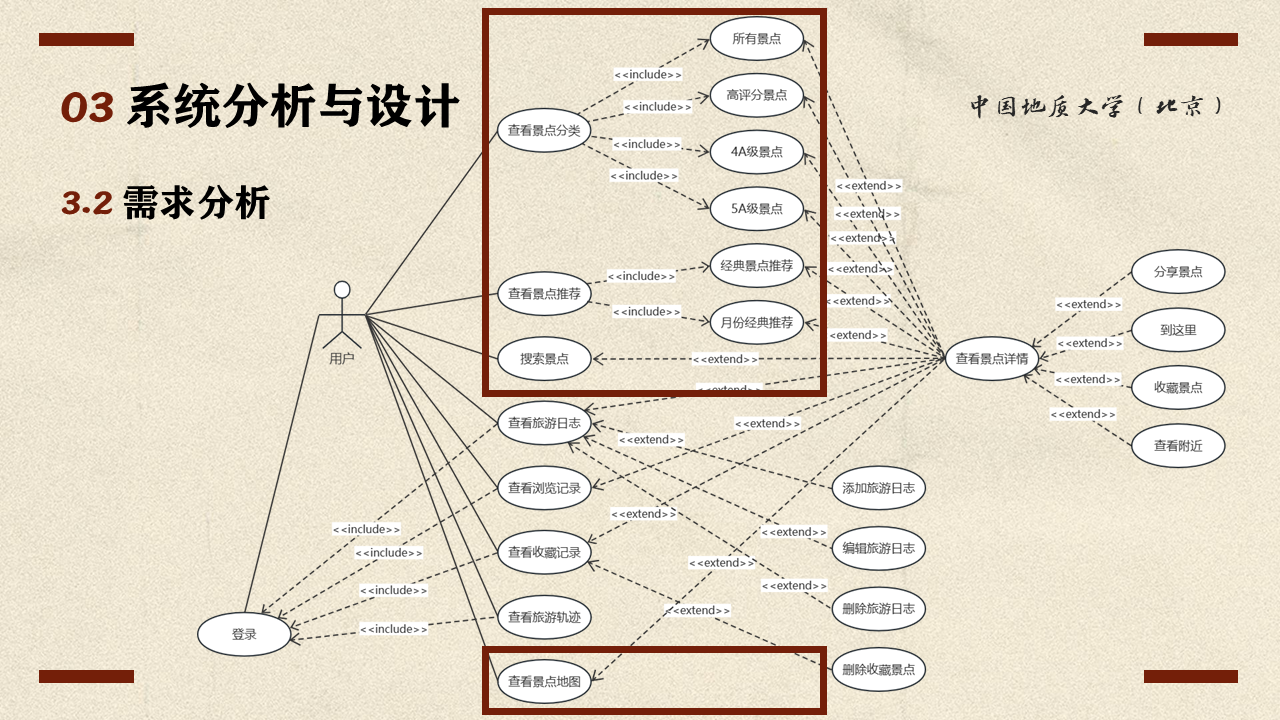 03 系统分析与设计
中国地质大学（北京）
3.2 需求分析
所有景点
<<include>>
高评分景点
<<include>>
查看景点分类
<<include>>
4A级景点
<<include>>
5A级景点
<<extend>>
<<extend>>
<<extend>>
经典景点推荐
<<extend>>
分享景点
<<include>>
查看景点推荐
<<extend>>
<<extend>>
<<include>>
月份经典推荐
到这里
extend>>
<<extend>>
用户
搜索景点
<<extend>>
查看景点详情
<<extend>>
收藏景点
<<extend>>
<<extend>>
查看旅游日志
<<extend>>
<<extend>>
查看附近
查看浏览记录
添加旅游日志
<<extend>>
<<include>>
<<extend>>
<<include>>
查看收藏记录
编辑旅游日志
<<extend>>
<<include>>
<<extend>>
查看旅游轨迹
<<extend>>
删除旅游日志
<<include>>
登录
查看景点地图
删除收藏景点